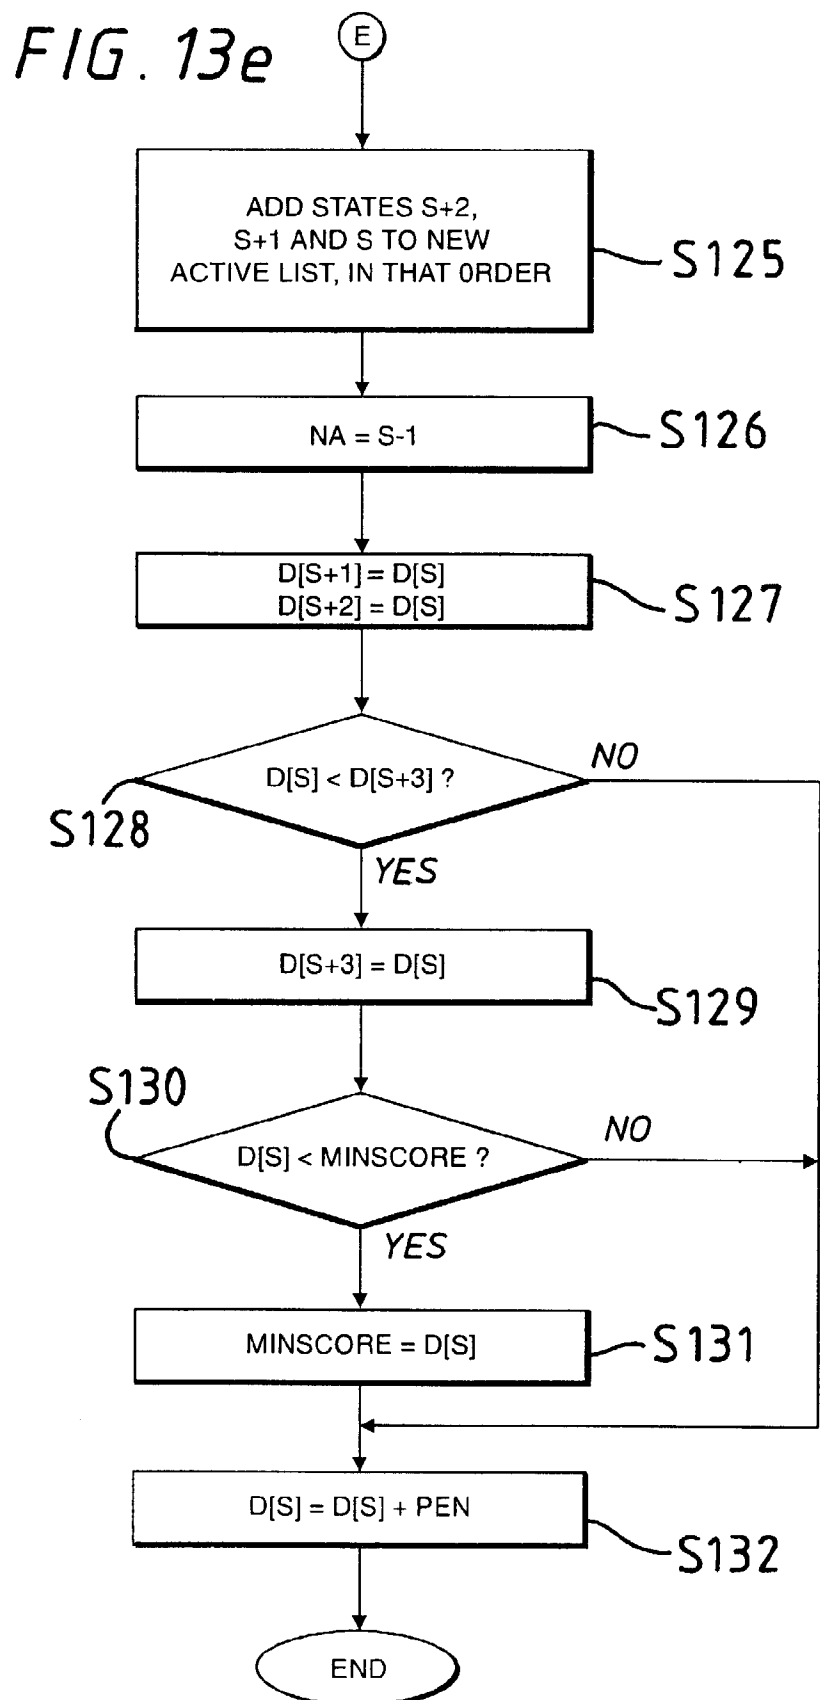 FIG. 13e
E
ADD STATES S+2,
S+1 AND S TO NEW
ACTIVE LIST, IN THAT 0RDER
S125
NA = S-1
S126
D[S+1] = D[S]
D[S+2] = D[S]
S127
D[S] < D[S+3] ?
NO
S128
YES
D[S+3] = D[S]
S129
S130
D[S] < MINSCORE ?
NO
YES
MINSCORE = D[S]
S131
D[S] = D[S] + PEN
S132
END